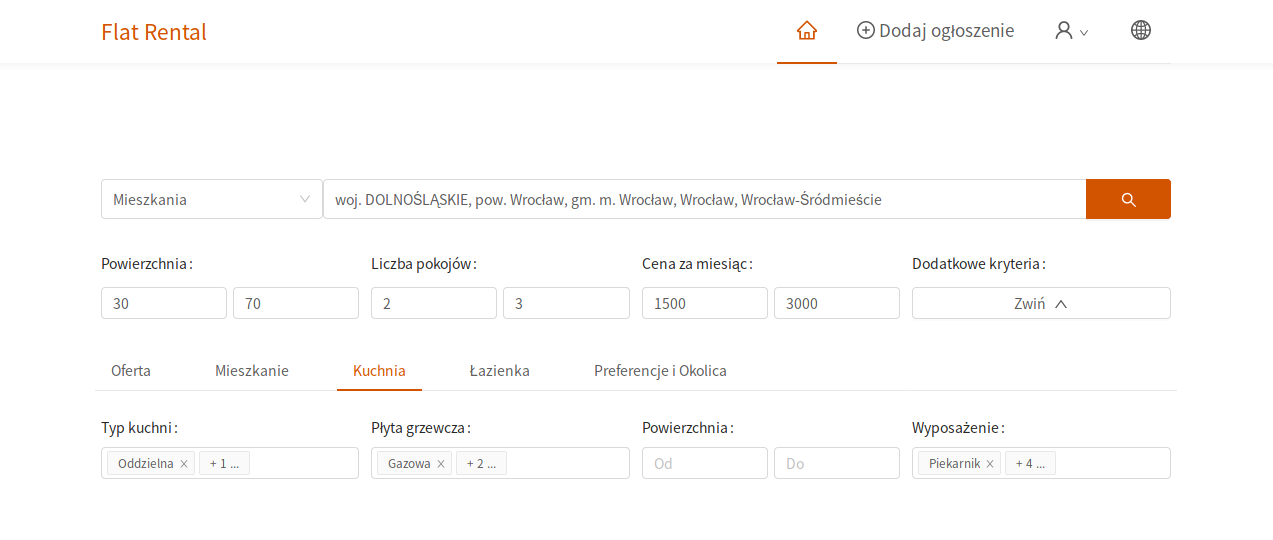 Flat Rental
Dodaj ogłoszenie
Mieszkania
woj. DOLNOŚLĄSKIE, pow. Wrocław, gm. m. Wrocław, Wrocław, Wrocław-Śródmieście
Powierzchnia: Liczba pokojów: Cena za miesiąc: Dodatkowe kryteria:
30 70 2 3 1500 3000 Zwiń
Oferta Mieszkanie Kuchnia Łazienka Preferencje i Okolica
Typ kuchni: Płyta grzewcza: Powierzchnia: Wyposażenie:
Oddzielna + 1 ... Gazowa + 2 ... Od Do Piekarnik + 4 ...